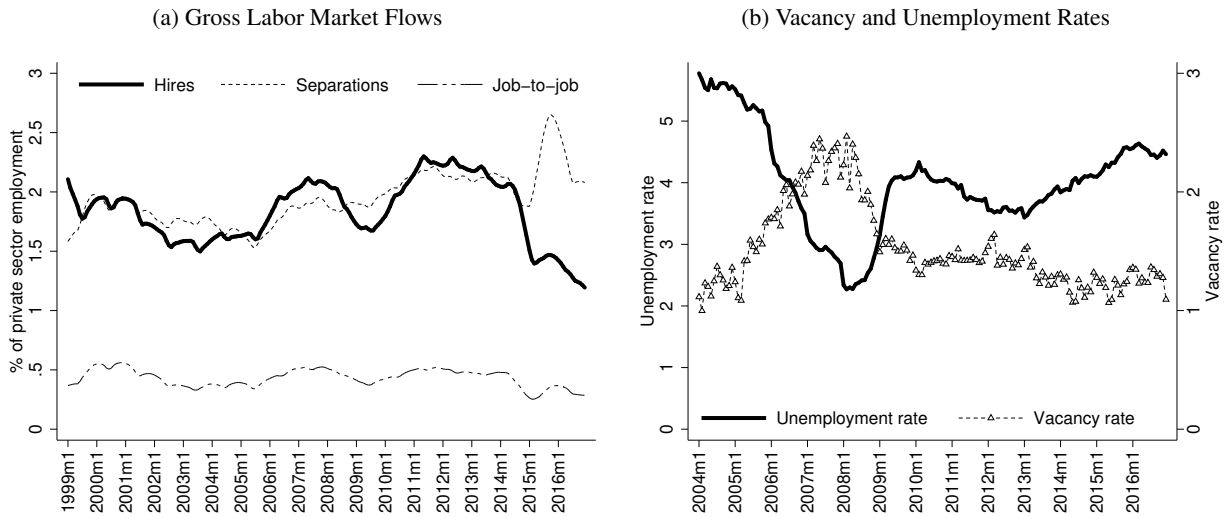 (a) Gross Labor Market Flows
(b) Vacancy and Unemployment Rates
% of private sector employment
3
2.5
2
1.5
1
.5
0
Hires
Separations
Job-to-job
1999m1
2000m1
2001m1
2002m1
2003m1
2004m1
2005m1
2006m1
2007m1
2008m1
2009m1
2010m1
2011m1
2012m1
2013m1
2014m1
2015m1
2016m1
Unemployment rate
5
4
3
2
1
0
Vacancy rate
3
2
1
0
Unemployment rate
Vacancy rate
2004m1
2005m1
2006m1
2007m1
2008m1
2009m1
2010m1
2011m1
2012m1
2013m1
2014m1
2015m1
2016m1